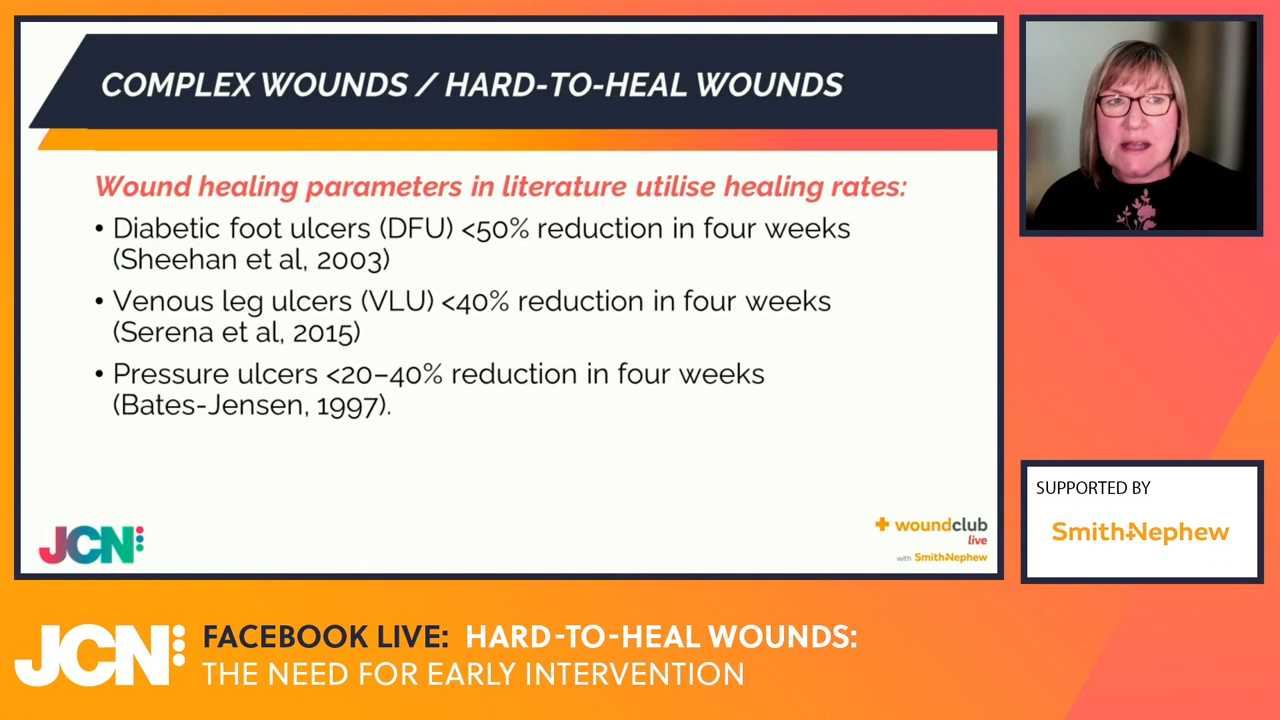 COMPLEX WOUNDS / HARD-TO-HEAL WOUNDS
Wound healing parameters in literature utilise healing rates:
• Diabetic foot ulcers (DFU) <50% reduction in four weeks
(Sheehan et al, 2003)
• Venous leg ulcers (VLU) <40% reduction in four weeks
(Serena et al, 2015)
• Pressure ulcers <20–40% reduction in four weeks
(Bates-Jensen, 1997).
JCN
woundclub
live
with Smith+Nephew
SUPPORTED BY
Smith+Nephew
JCN
FACEBOOK LIVE: HARD-TO-HEAL WOUNDS:
THE NEED FOR EARLY INTERVENTION